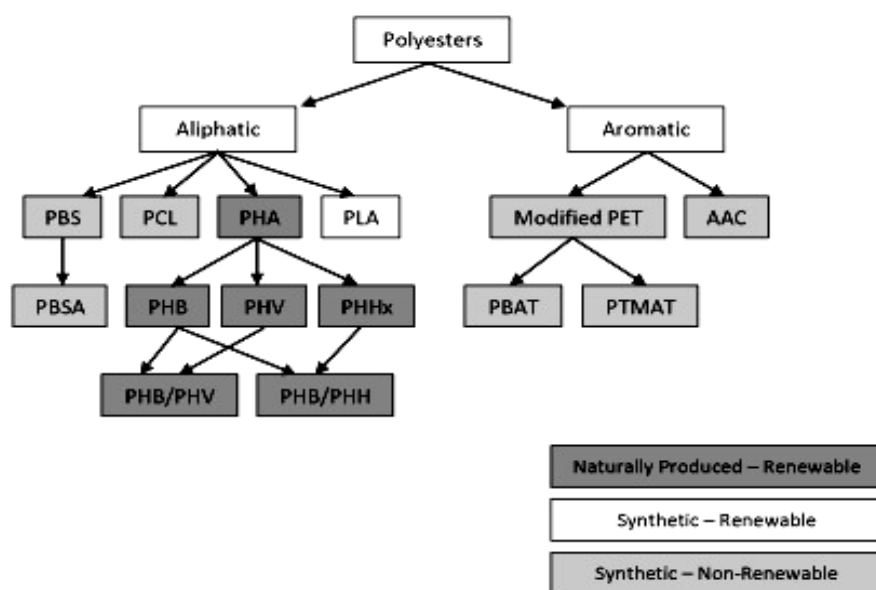 Polyesters
Aliphatic
Aromatic
PBS
PCL
PHA
PLA
Modified PET
AAC
PBSA
PHB
PHV
PHHx
PBAT
PTMAT
PHB/PHV
PHB/PHH
Naturally Produced – Renewable
Synthetic – Renewable
Synthetic – Non-Renewable